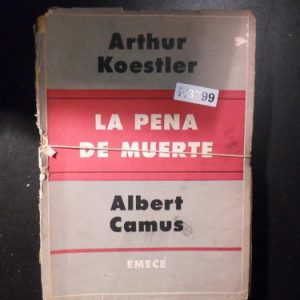 Arthur
Koestler
LA PENA
DE MUERTE
Albert
Camus
EMECÉ